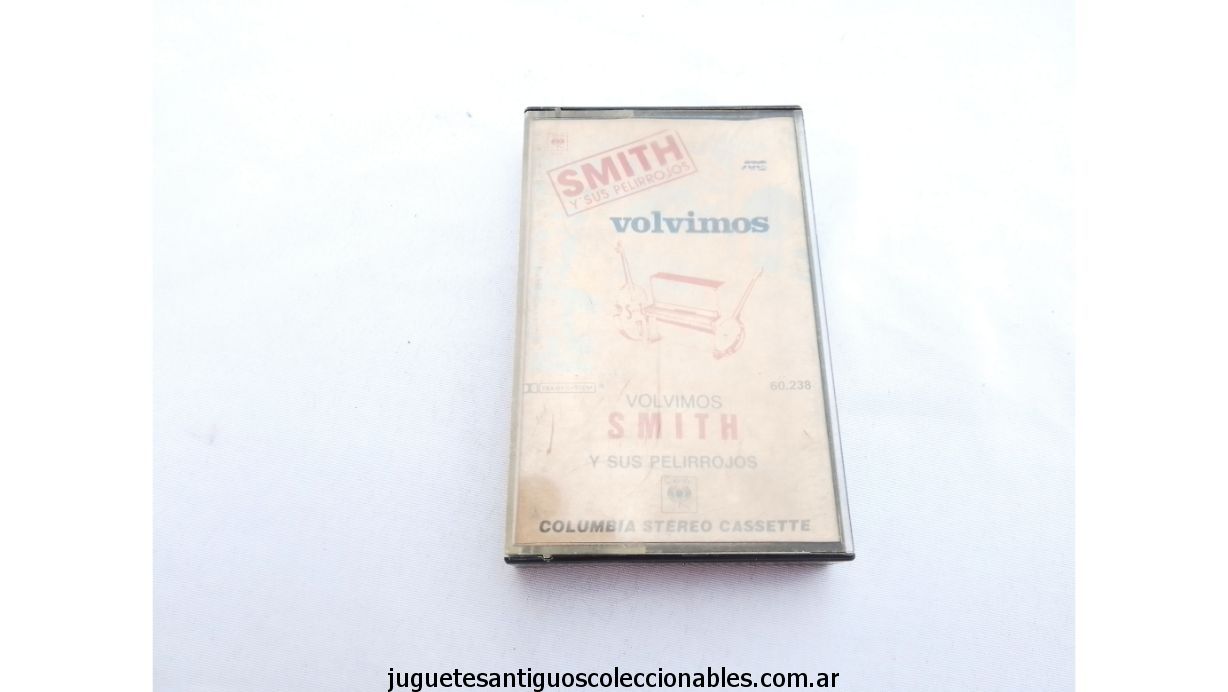 SMITH
Y SUS PELIRROJOS
volvimos
60.238
VOLVIMOS
SMITH
Y SUS PELIRROJOS
COLUMBIA STEREO CASSETTE
juguetesantiguoscoleccionables.com.ar